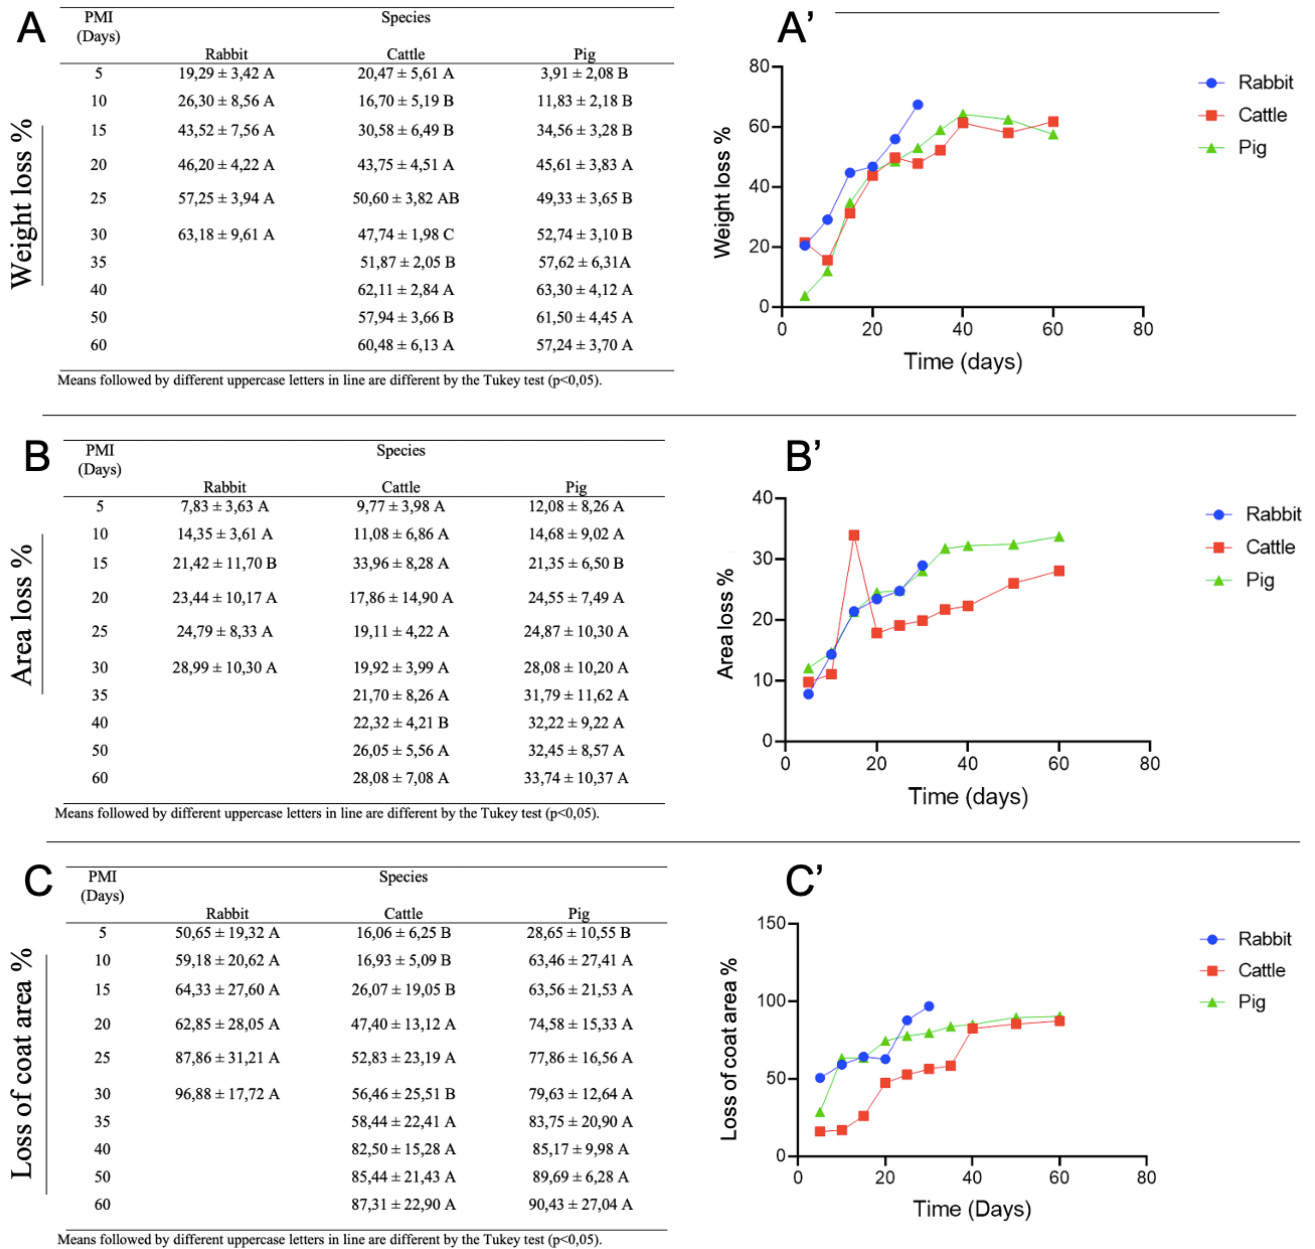 A
PMI
(Days)
Species
Rabbit Cattle Pig
5 19,29 ± 3,42 A 20,47 ± 5,61 A 3,91 ± 2,08 B
10 26,30 ± 8,56 A 16,70 ± 5,19 B 11,83 ± 2,18 B
15 43,52 ± 7,56 A 30,58 ± 6,49 B 34,56 ± 3,28 B
20 46,20 ± 4,22 A 43,75 ± 4,51 A 45,61 ± 3,83 A
25 57,25 ± 3,94 A 50,60 ± 3,82 AB 49,33 ± 3,65 B
30 63,18 ± 9,61 A 47,74 ± 1,98 C 52,74 ± 3,10 B
35 51,87 ± 2,05 B 57,62 ± 6,31A
40 62,11 ± 2,84 A 63,30 ± 4,12 A
50 57,94 ± 3,66 B 61,50 ± 4,45 A
60 60,48 ± 6,13 A 57,24 ± 3,70 A
Weight loss %
Means followed by different uppercase letters in line are different by the Tukey test (p<0,05).
A'
80
60
40
20
0
Weight loss %
0 20 40 60 80
Time (days)
Rabbit
Cattle
Pig
B
PMI
(Days)
Species
Rabbit Cattle Pig
5 7,83 ± 3,63 A 9,77 ± 3,98 A 12,08 ± 8,26 A
10 14,35 ± 3,61 A 11,08 ± 6,86 A 14,68 ± 9,02 A
15 21,42 ± 11,70 B 33,96 ± 8,28 A 21,35 ± 6,50 B
20 23,44 ± 10,17 A 17,86 ± 14,90 A 24,55 ± 7,49 A
25 24,79 ± 8,33 A 19,11 ± 4,22 A 24,87 ± 10,30 A
30 28,99 ± 10,30 A 19,92 ± 3,99 A 28,08 ± 10,20 A
35 21,70 ± 8,26 A 31,79 ± 11,62 A
40 22,32 ± 4,21 B 32,22 ± 9,22 A
50 26,05 ± 5,56 A 32,45 ± 8,57 A
60 28,08 ± 7,08 A 33,74 ± 10,37 A
Area loss %
Means followed by different uppercase letters in line are different by the Tukey test (p<0,05).
B'
40
30
20
10
0
Area loss %
0 20 40 60 80
Time (days)
Rabbit
Cattle
Pig
C
PMI
(Days)
Species
Rabbit Cattle Pig
5 50,65 ± 19,32 A 16,06 ± 6,25 B 28,65 ± 10,55 B
10 59,18 ± 20,62 A 16,93 ± 5,09 B 63,46 ± 27,41 A
15 64,33 ± 27,60 A 26,07 ± 19,05 B 63,56 ± 21,53 A
20 62,85 ± 28,05 A 47,40 ± 13,12 A 74,58 ± 15,33 A
25 87,86 ± 31,21 A 52,83 ± 23,19 A 77,86 ± 16,56 A
30 96,88 ± 17,72 A 56,46 ± 25,51 B 79,63 ± 12,64 A
35 58,44 ± 22,41 A 83,75 ± 20,90 A
40 82,50 ± 15,28 A 85,17 ± 9,98 A
50 85,44 ± 21,43 A 89,69 ± 6,28 A
60 87,31 ± 22,90 A 90,43 ± 27,04 A
Loss of coat area %
Means followed by different uppercase letters in line are different by the Tukey test (p<0,05).
C'
150
100
50
0
Loss of coat area %
0 20 40 60 80
Time (Days)
Rabbit
Cattle
Pig